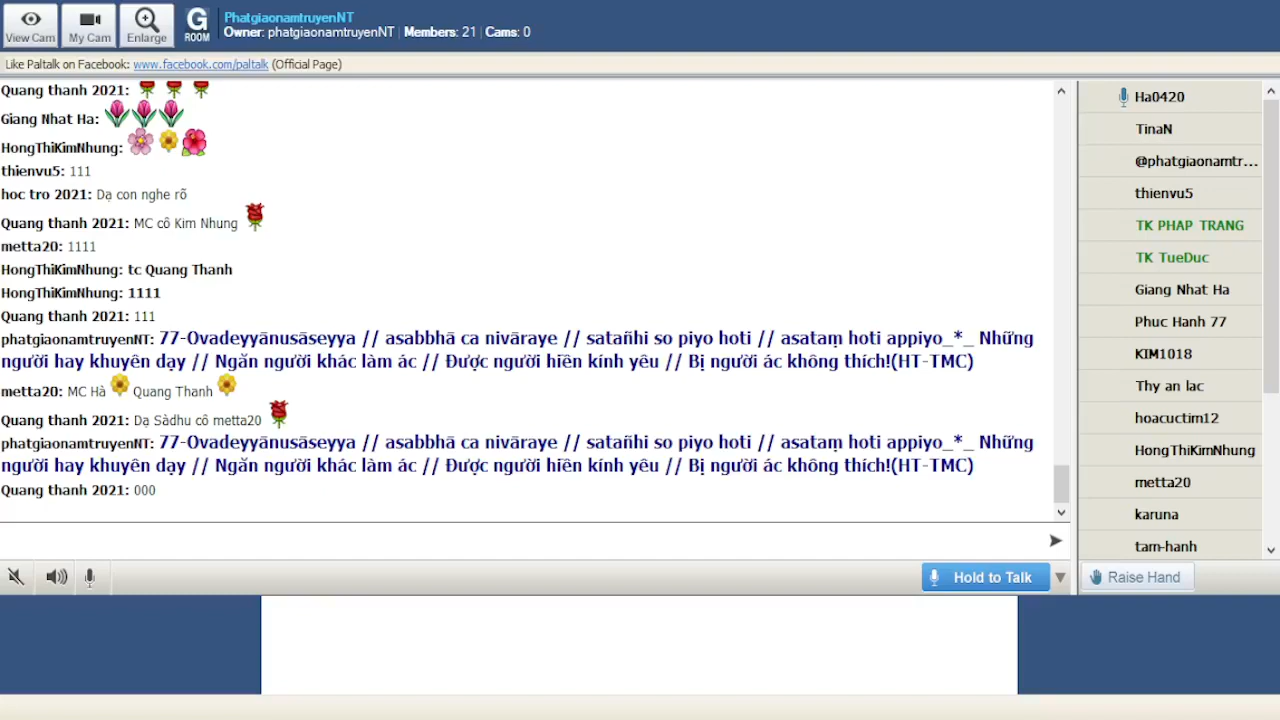 View Cam
My Cam
Enlarge
G
ROOM
PhatgiaonamtruyenNT
Owner: phatgiaonamtruyenNT | Members: 21 | Cams: 0
Like Paltalk on Facebook: www.facebook.com/paltalk (Official Page)
Quang thanh 2021:
Giang Nhat Ha:
HongThiKimNhung:
thienvu5: 111
hoc tro 2021: Dạ con nghe rõ
Quang thanh 2021: MC cô Kim Nhung
metta20: 1111
HongThiKimNhung: tc Quang Thanh
HongThiKimNhung: 1111
Quang thanh 2021: 111
phatgiaonamtruyenNT: 77-Ovadeyyānusāseyya // asabbhā ca nivāraye // satañhi so piyo hoti // asataṃ hoti appiyo_*_ Những
người hay khuyên dạy // Ngăn người khác làm ác // Được người hiền kính yêu // Bị người ác không thích!(HT-TMC)
metta20: MC Hà Quang Thanh
Quang thanh 2021: Dạ Sàdhu cô metta20
phatgiaonamtruyenNT: 77-Ovadeyyānusāseyya // asabbhā ca nivāraye // satañhi so piyo hoti // asataṃ hoti appiyo_*_ Những
người hay khuyên dạy // Ngăn người khác làm ác // Được người hiền kính yêu // Bị người ác không thích!(HT-TMC)
Quang thanh 2021: 000
Hold to Talk
Ha0420
TinaN
@phatgiaonamtr...
thienvu5
TK PHAP TRANG
TK TueDuc
Giang Nhat Ha
Phuc Hanh 77
KIM1018
Thy an lac
hoacuctim12
HongThiKimNhung
metta20
karuna
tam-hanh
Raise Hand